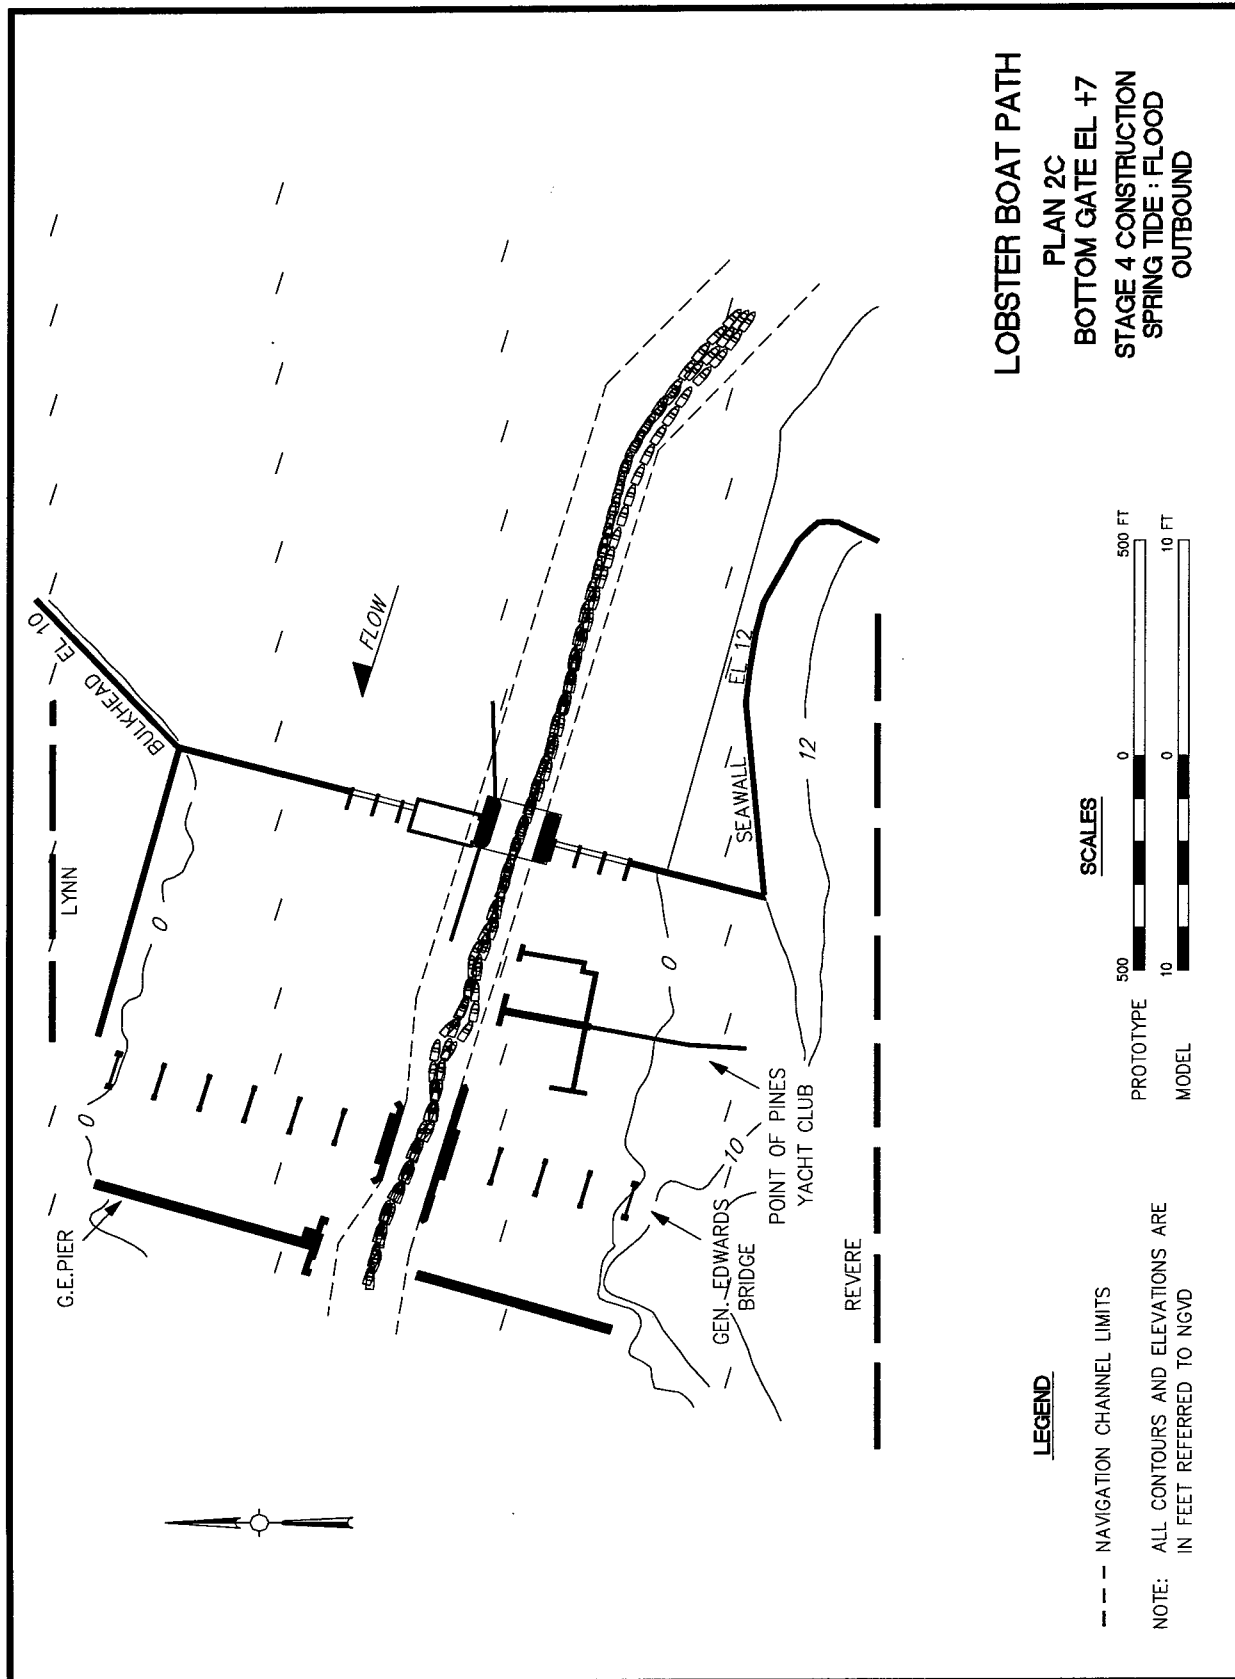 LYNN
BULKHEAD EL 10
FLOW
G.E.PIER
0
0
0
SEAWALL EL 12
12
10
GEN. EDWARDS
BRIDGE
POINT OF PINES
YACHT CLUB
REVERE
LEGEND
--- NAVIGATION CHANNEL LIMITS
NOTE: ALL CONTOURS AND ELEVATIONS ARE
IN FEET REFERRED TO NGVD
SCALES
PROTOTYPE 500 0 500 FT
MODEL 10 0 10 FT
LOBSTER BOAT PATH
PLAN 2C
BOTTOM GATE EL +7
STAGE 4 CONSTRUCTION
SPRING TIDE : FLOOD
OUTBOUND